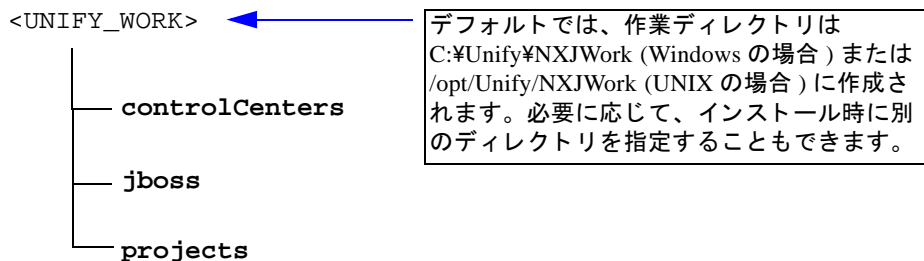 <UNIFY_WORK>
デフォルトでは、作業ディレクトリは
C:¥Unify¥NXJWork (Windows の場合 ) または
/opt/Unify/NXJWork (UNIX の場合 ) に作成さ
れます。必要に応じて、インストール時に別
のディレクトリを指定することもできます。
controlCenters
jboss
projects